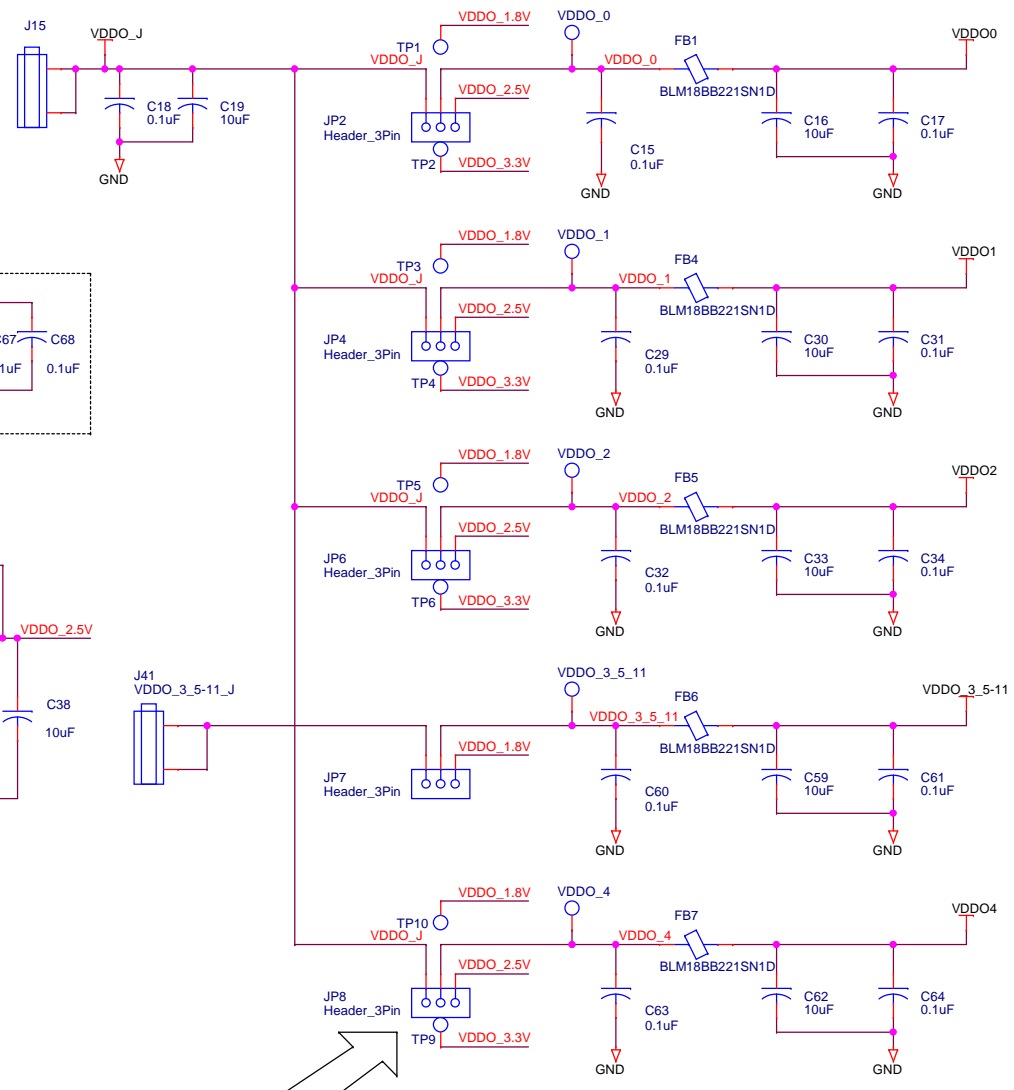 J15
VDDO_J
C18
0.1uF
C19
10uF
GND
VDDO_1.8V
TP1
VDDO_J
VDDO_2.5V
JP2
Header_3Pin
TP2
VDDO_3.3V
VDDO_0
VDDO_0
FB1
BLM18BB221SN1D
C15
0.1uF
GND
C16
10uF
C17
0.1uF
GND
VDDO0
VDDO_1.8V
TP3
VDDO_J
VDDO_2.5V
JP4
Header_3Pin
TP4
VDDO_3.3V
VDDO_1
VDDO_1
FB4
BLM18BB221SN1D
C29
0.1uF
GND
C30
10uF
C31
0.1uF
GND
VDDO1
C68
0.1uF
VDDO_1.8V
TP5
VDDO_J
VDDO_2.5V
JP6
Header_3Pin
TP6
VDDO_3.3V
VDDO_2
VDDO_2
FB5
BLM18BB221SN1D
C32
0.1uF
GND
C33
10uF
C34
0.1uF
GND
VDDO2
VDDO_2.5V
C38
10uF
J41
VDDO_3_5-11_J
VDDO_1.8V
JP7
Header_3Pin
VDDO_3_5_11
VDDO_3_5_11
FB6
BLM18BB221SN1D
C60
0.1uF
GND
C59
10uF
C61
0.1uF
GND
VDDO_3_5-11
VDDO_1.8V
TP10
VDDO_J
VDDO_2.5V
JP8
Header_3Pin
TP9
VDDO_3.3V
VDDO_4
VDDO_4
FB7
BLM18BB221SN1D
C63
0.1uF
GND
C62
10uF
C64
0.1uF
GND
VDDO4